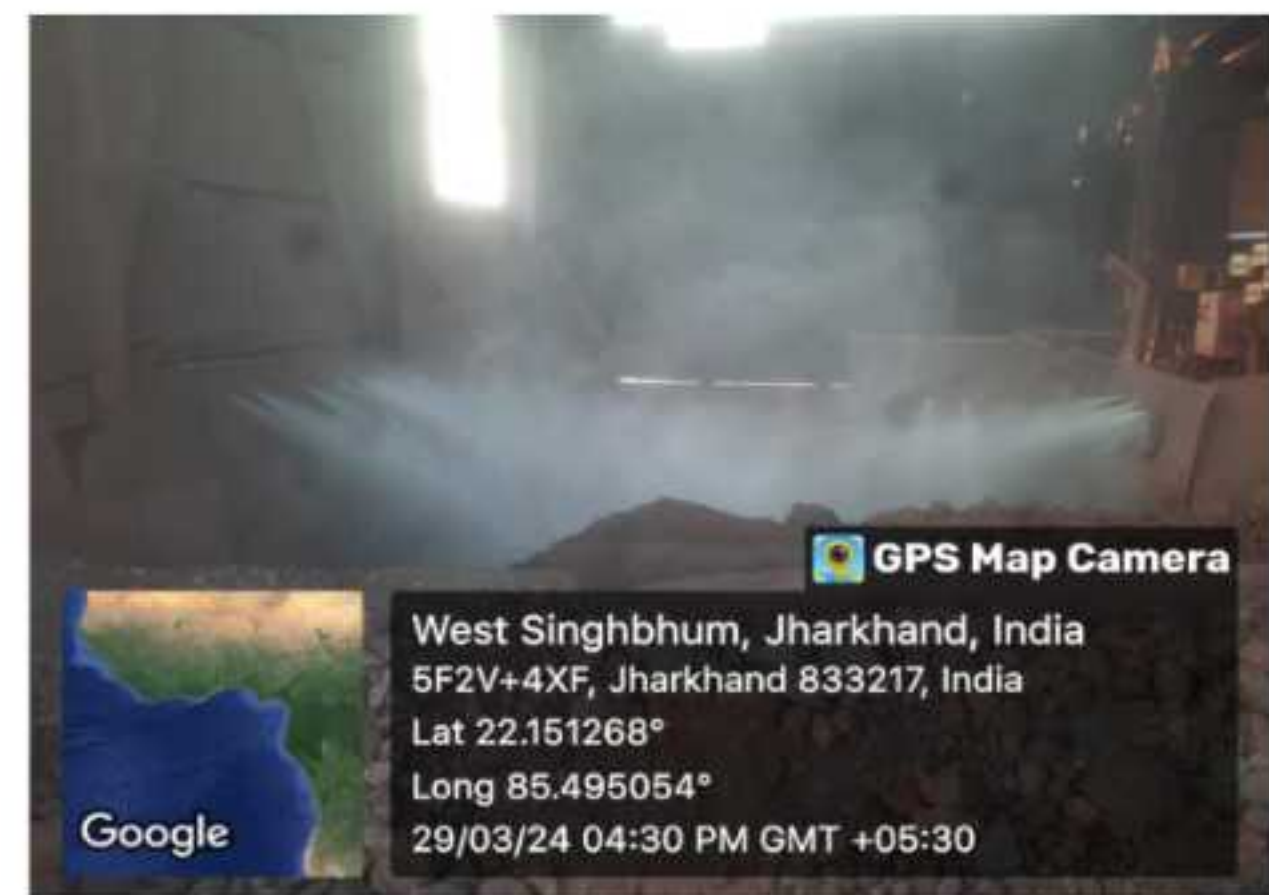 GPS Map Camera
West Singhbhum, Jharkhand, India
5F2V+4XF, Jharkhand 833217, India
Lat 22.151268°
Long 85.495054°
29/03/24 04:30 PM GMT +05:30
Google